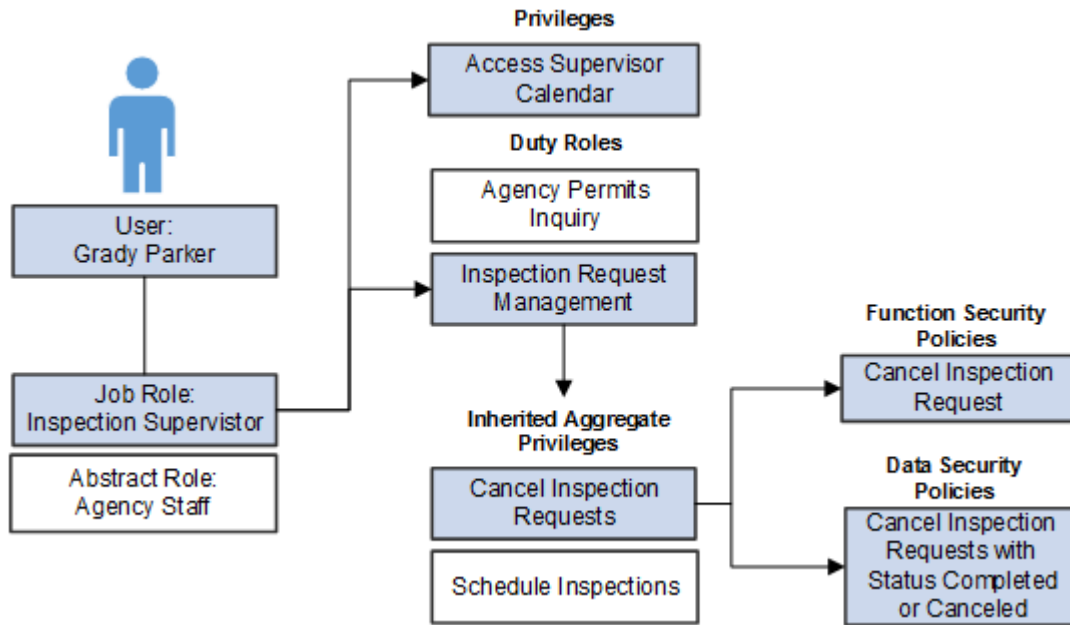 Privileges
Access Supervisor
Calendar
Duty Roles
Agency Permits
Inquiry
User:
Grady Parker
Inspection Request
Management
Function Security
Policies
Cancel Inspection
Request
Job Role:
Inspection Supervistor
Inherited Aggregate
Privileges
Abstract Role:
Agency Staff
Cancel Inspection
Requests
Data Security
Policies
Cancel Inspection
Requests with
Status Completed
or Canceled
Schedule Inspections